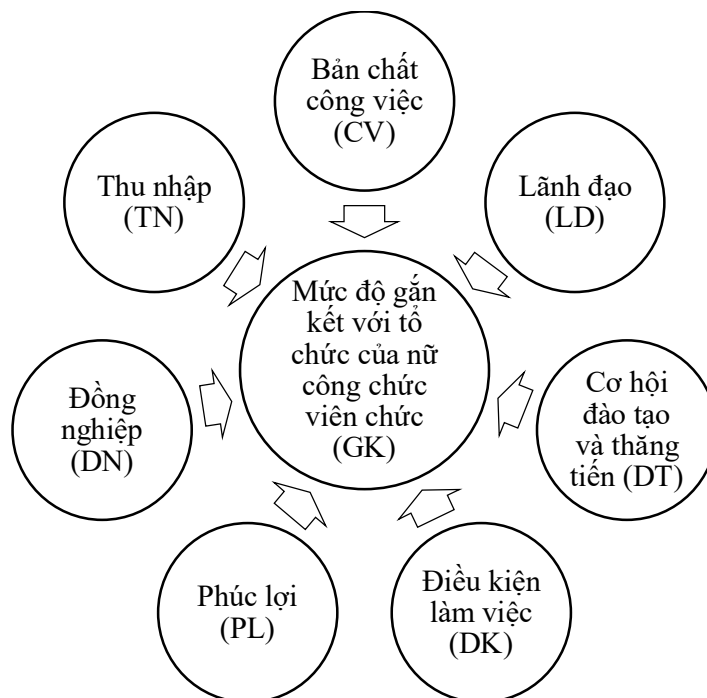 Bản chất
công việc
(CV)
Thu nhập
(TN)
Lãnh đạo
(LD)
Mức độ gắn
kết với tổ
chức của nữ
công chức
viên chức
(GK)
Đồng
nghiệp
(DN)
Cơ hội
đào tạo
và thăng
tiến (DT)
Phúc lợi
(PL)
Điều kiện
làm việc
(DK)